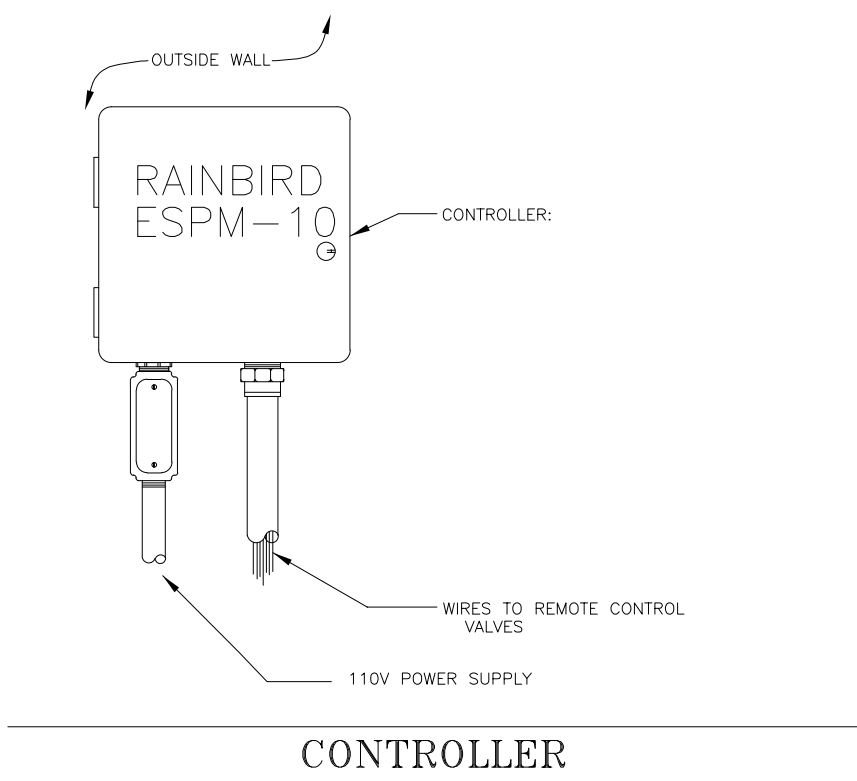 OUTSIDE WALL
RAINBIRD
ESPM-10
CONTROLLER:
WIRES TO REMOTE CONTROL
VALVES
110V POWER SUPPLY
CONTROLLER